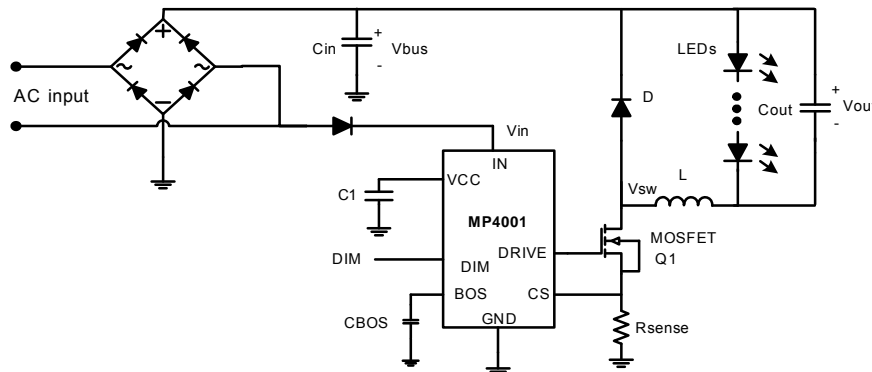 +
~
~
−
AC input
Cin
+
Vbus
-
D
LEDs
Cout
+
Vou
-
Vin
IN
VCC
C1
MP4001
DIM
DIM
DRIVE
BOS
CS
CBOS
GND
Vsw
L
MOSFET
Q1
Rsense